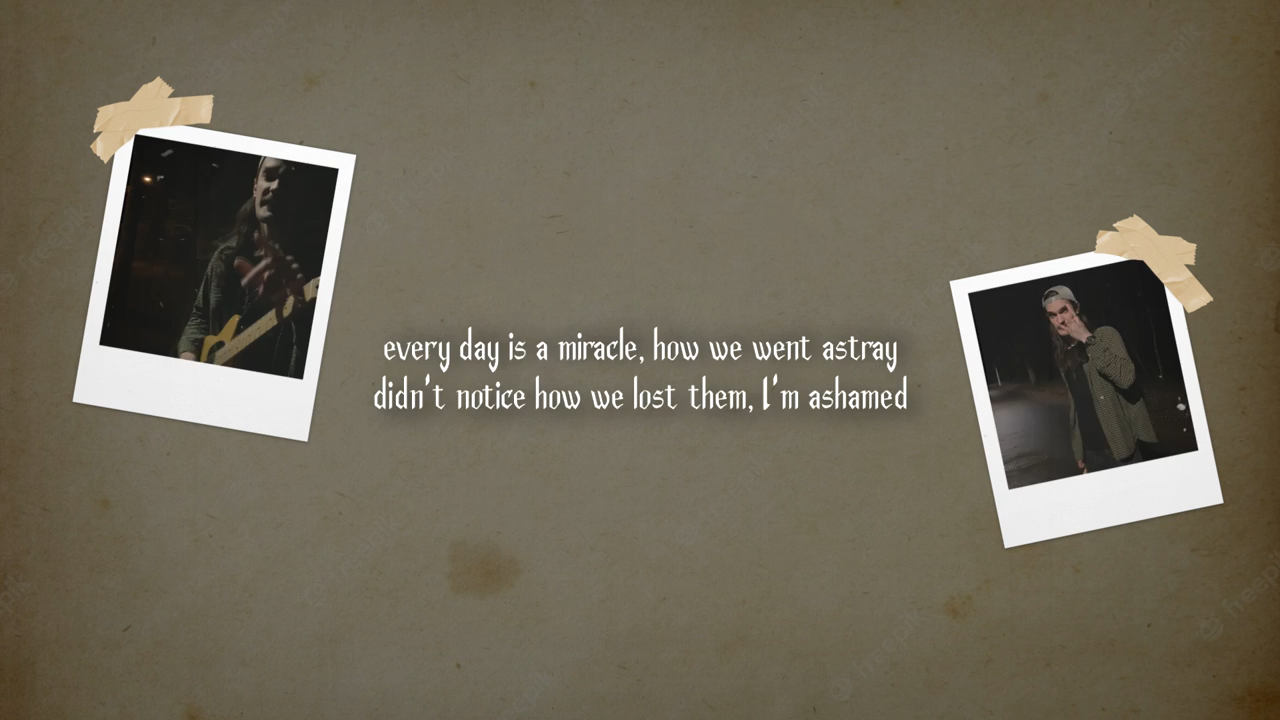 every day is a miracle, how we went astray
didn't notice how we lost them, I'm ashamed